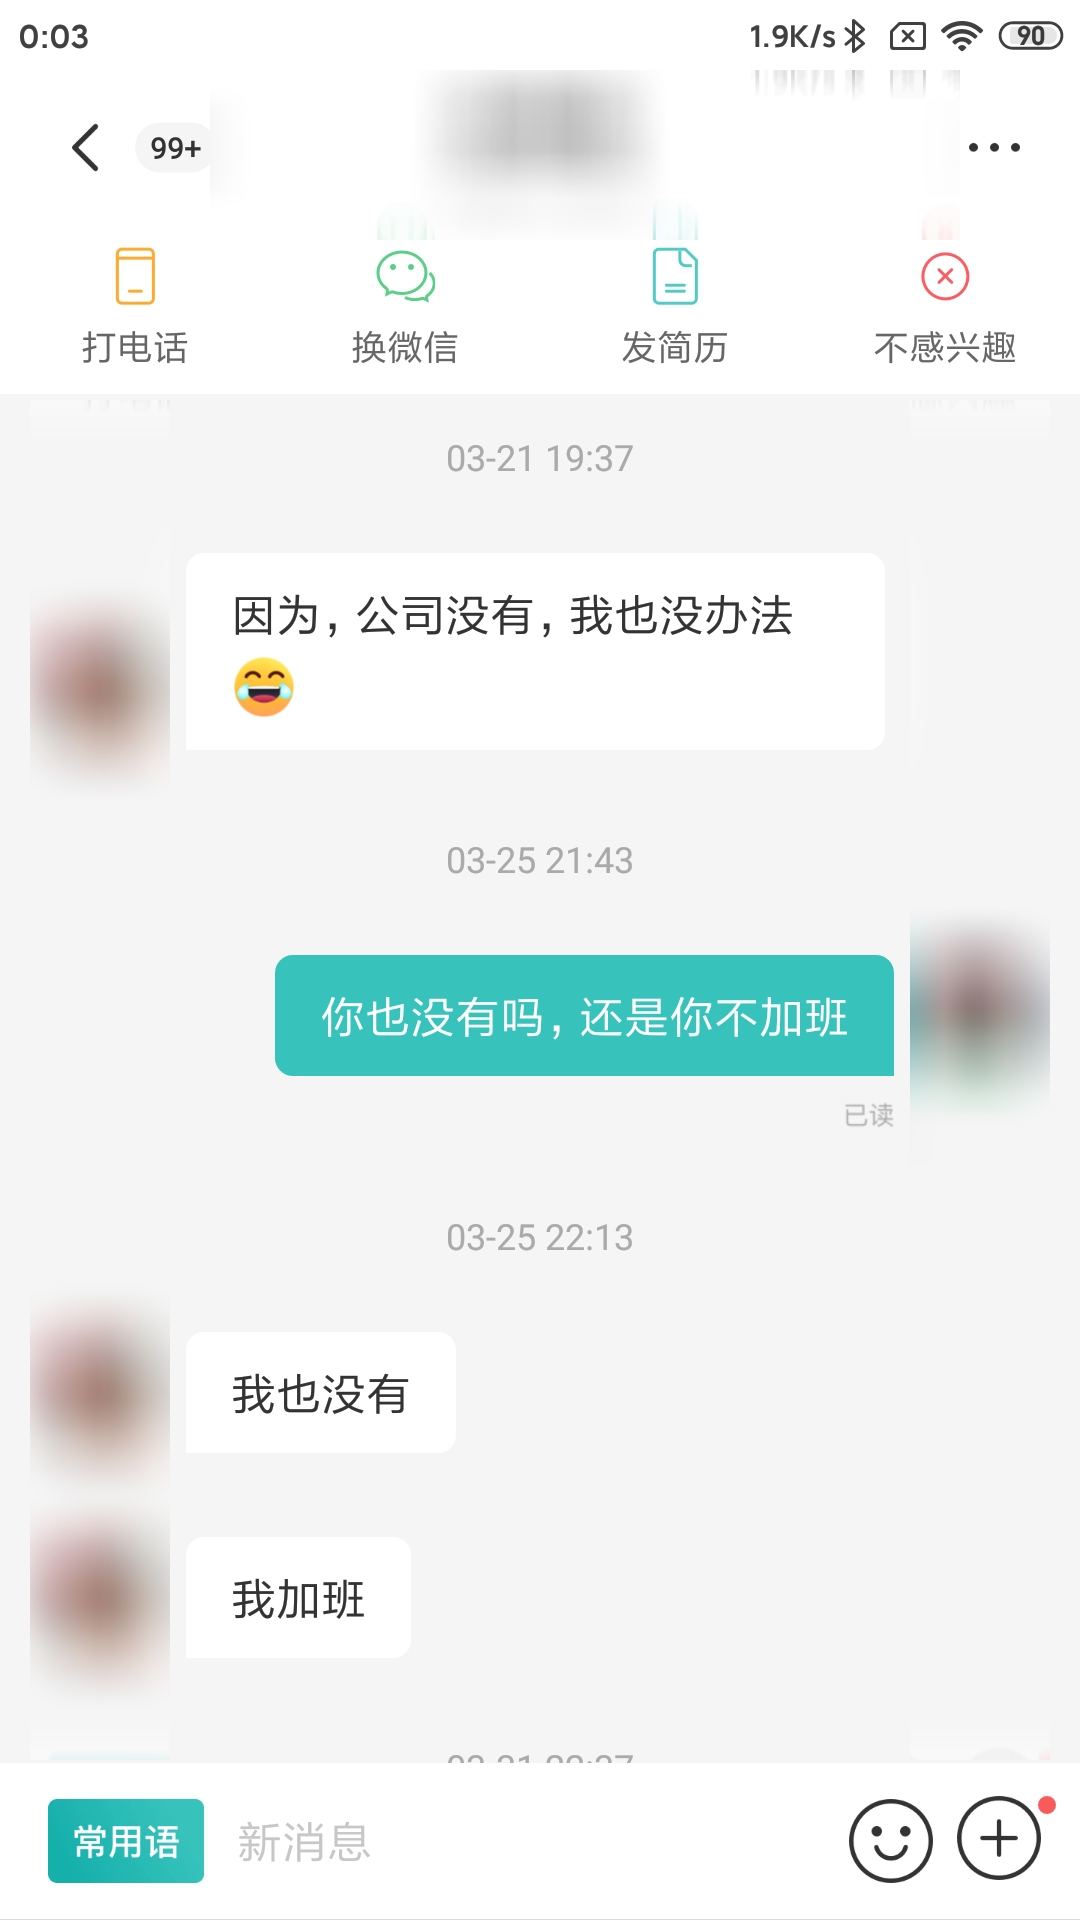 0:03
1.9K/s
90
99+
打电话
换微信
发简历
不感兴趣
03-21 19:37
因为，公司没有，我也没办法
03-25 21:43
你也没有吗，还是你不加班
已读
03-25 22:13
我也没有
我加班
常用语
新消息